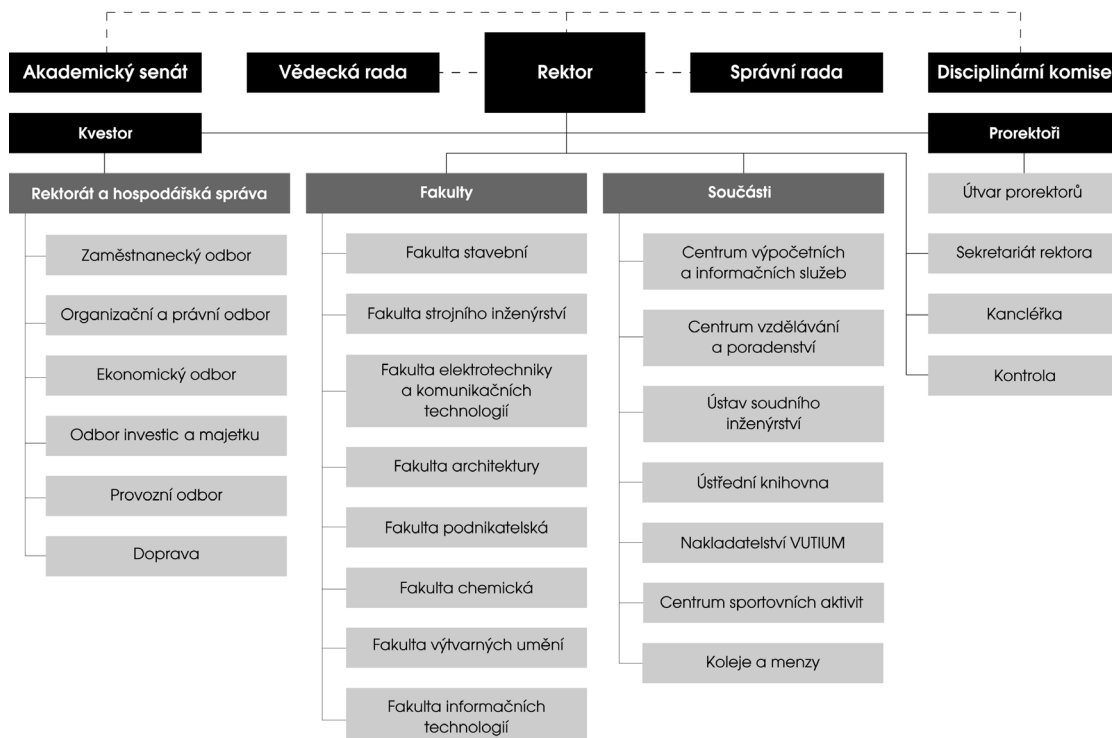 Akademický senát
Vědecká rada
Rektor
Správní rada
Disciplinární komise
Kvestor
Prorektoři
Rektorát a hospodářská správa
Zaměstnanecký odbor
Organizační a právní odbor
Ekonomický odbor
Odbor investic a majetku
Provozní odbor
Doprava
Fakulty
Fakulta stavební
Fakulta strojního inženýrství
Fakulta elektrotechniky
a komunikačních
technologií
Fakulta architektury
Fakulta podnikatelská
Fakulta chemická
Fakulta výtvarných umění
Fakulta informačních
technologií
Součásti
Centrum výpočetních
a informačních služeb
Centrum vzdělávání
a poradenství
Ústav soudního
inženýrství
Ústřední knihovna
Nakladatelství VUTIUM
Centrum sportovních aktivit
Koleje a menzy
Útvar prorektorů
Sekretariát rektora
Kancléřka
Kontrola